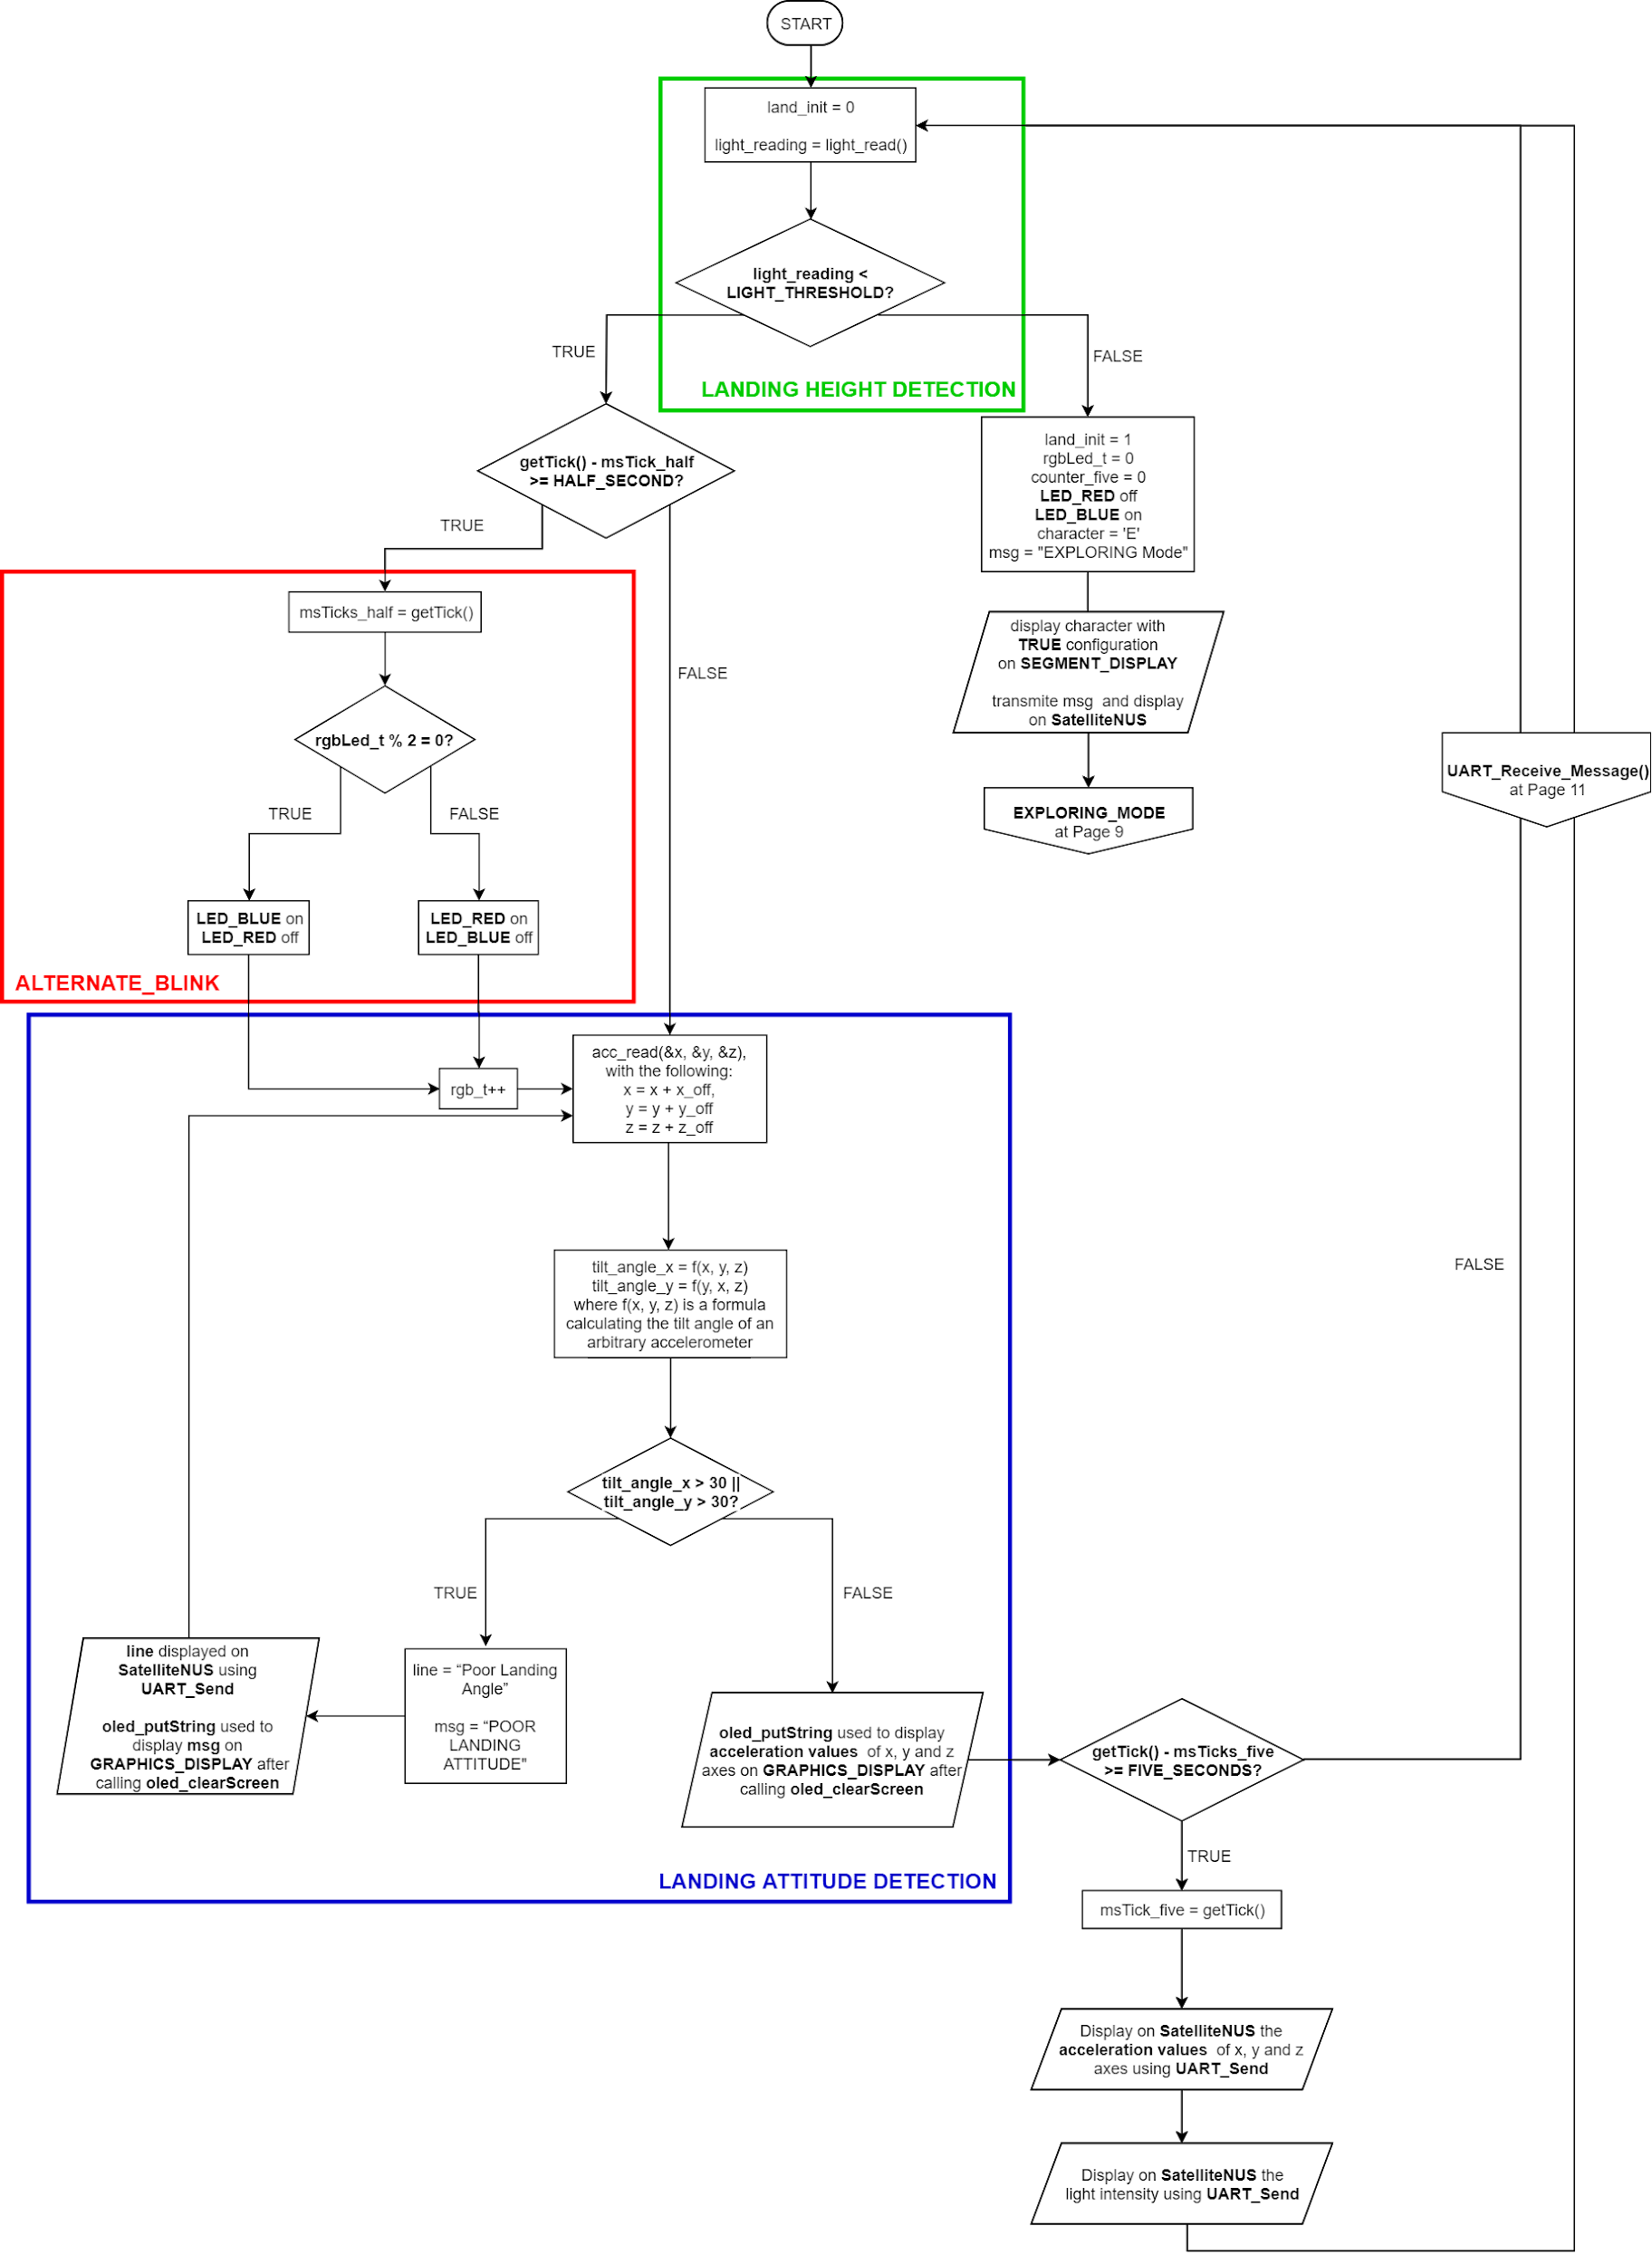 START
land_init = 0
light_reading = light_read()
light_reading <
LIGHT_THRESHOLD?
TRUE
FALSE
LANDING HEIGHT DETECTION
getTick() - msTick_half
>= HALF_SECOND?
land_init = 1
rgbLed_t = 0
counter_five = 0
LED_RED off
LED_BLUE on
character = 'E'
msg = "EXPLORING Mode"
TRUE
msTicks_half = getTick()
FALSE
display character with
TRUE configuration
on SEGMENT_DISPLAY
transmite msg  and display
on SatelliteNUS
rgbLed_t % 2 = 0?
UART_Receive_Message()
at Page 11
TRUE
FALSE
EXPLORING_MODE
at Page 9
LED_BLUE on
LED_RED off
LED_RED on
LED_BLUE off
ALTERNATE_BLINK
acc_read(&x, &y, &z),
with the following:
x = x + x_off,
y = y + y_off
z = z + z_off
rgb_t++
tilt_angle_x = f(x, y, z)
tilt_angle_y = f(y, x, z)
where f(x, y, z) is a formula
calculating the tilt angle of an
arbitrary accelerometer
FALSE
tilt_angle_x > 30 ||
tilt_angle_y > 30?
TRUE
FALSE
line displayed on
SatelliteNUS using
UART_Send
oled_putString used to
display msg on
GRAPHICS_DISPLAY after
calling oled_clearScreen
line = “Poor Landing
Angle”
msg = “POOR
LANDING
ATTITUDE"
oled_putString used to display
acceleration values  of x, y and z
axes on GRAPHICS_DISPLAY after
calling oled_clearScreen
getTick() - msTicks_five
>= FIVE_SECONDS?
TRUE
LANDING ATTITUDE DETECTION
msTick_five = getTick()
Display on SatelliteNUS the
acceleration values  of x, y and z
axes using UART_Send
Display on SatelliteNUS the
light intensity using UART_Send